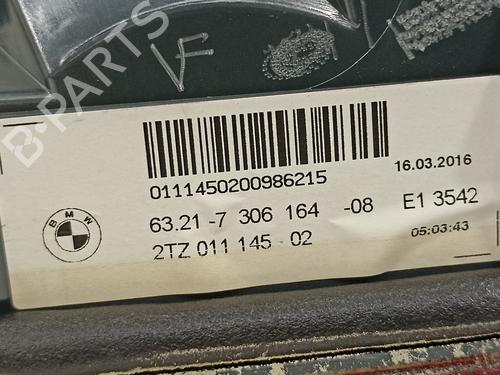 B-PARTS
VF
0111450200986215
16.03.2016
63.21-7 306 164 -08 E1 3542
BMW
2TZ 011 145-02
05:03:43